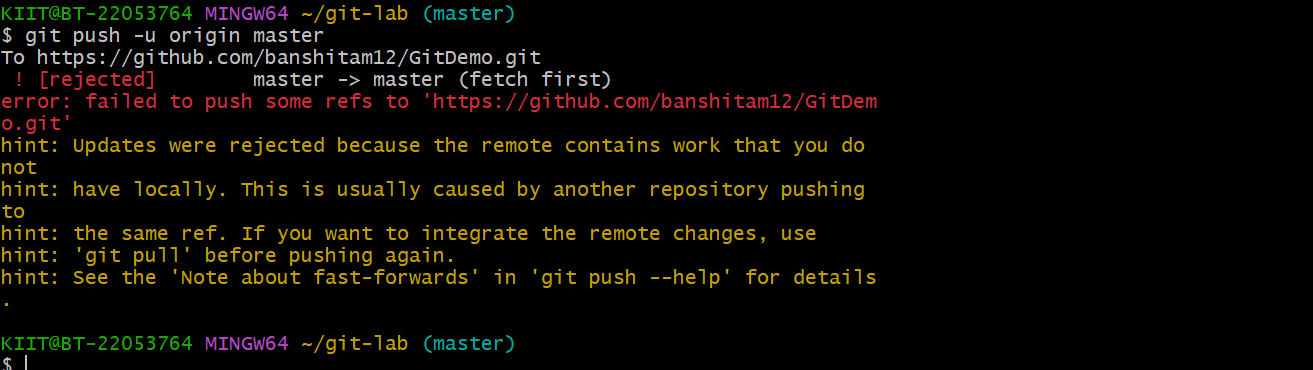 KIIT@BT-22053764 MINGW64 ~/git-lab (master)
$ git push -u origin master
To https://github.com/banshitam12/GitDemo.git
 ! [rejected]        master -> master (fetch first)
error: failed to push some refs to 'https://github.com/banshitam12/GitDem
o.git'
hint: Updates were rejected because the remote contains work that you do
not
hint: have locally. This is usually caused by another repository pushing
to
hint: the same ref. If you want to integrate the remote changes, use
hint: 'git pull' before pushing again.
hint: See the 'Note about fast-forwards' in 'git push --help' for details
.
KIIT@BT-22053764 MINGW64 ~/git-lab (master)
$